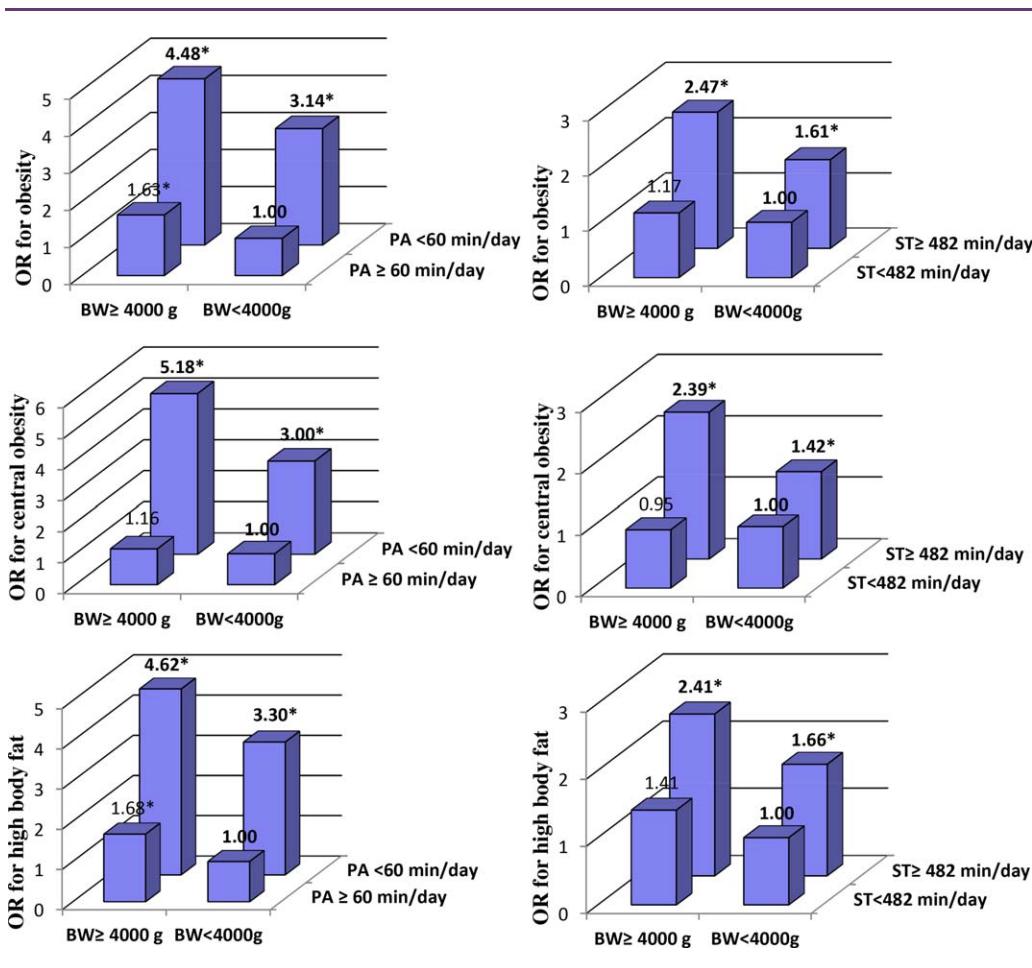 OR for obesity
5
4
3
2
1
0
4.48*
3.14*
1.63*
1.00
PA <60 min/day
PA ≥ 60 min/day
BW≥ 4000 g
BW<4000g
OR for obesity
3
2
1
0
2.47*
1.61*
1.17
1.00
ST≥ 482 min/day
ST<482 min/day
BW≥ 4000 g
BW<4000g
OR for central obesity
6
5
4
3
2
1
0
5.18*
3.00*
1.16
1.00
PA <60 min/day
PA ≥ 60 min/day
BW≥ 4000 g
BW<4000g
OR for central obesity
3
2
1
0
2.39*
1.42*
0.95
1.00
ST≥ 482 min/day
ST<482 min/day
BW≥ 4000 g
BW<4000g
OR for high body fat
5
4
3
2
1
0
4.62*
3.30*
1.68*
1.00
PA <60 min/day
PA ≥ 60 min/day
BW≥ 4000 g
BW<4000g
OR for high body fat
3
2
1
0
2.41*
1.66*
1.41
1.00
ST≥ 482 min/day
ST<482 min/day
BW≥ 4000 g
BW<4000g